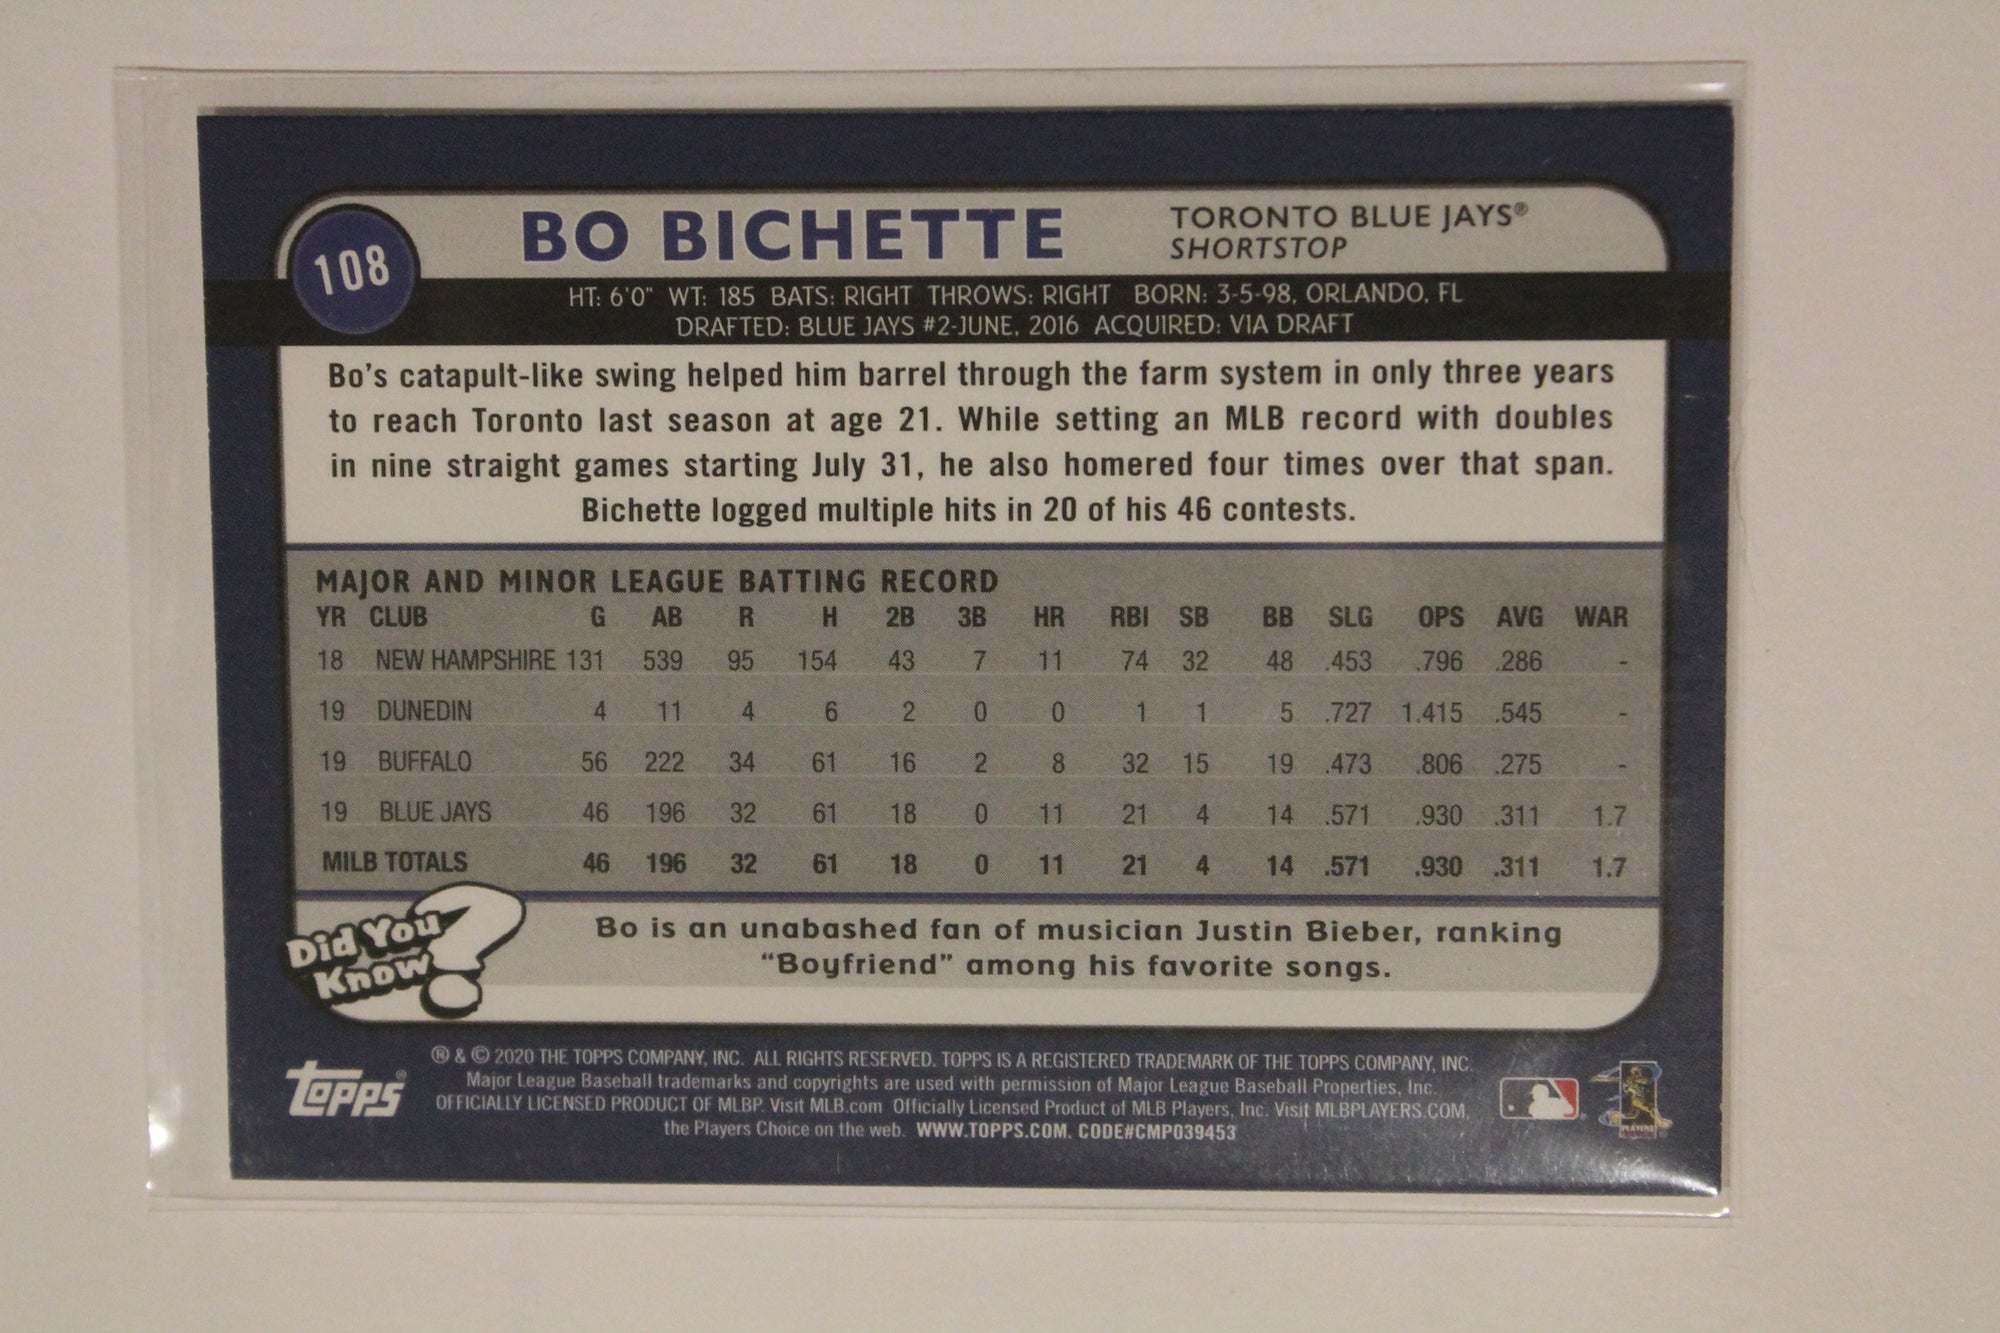 108
BO BICHETTE
TORONTO BLUE JAYS®
SHORTSTOP
HT: 6'0" WT: 185 BATS: RIGHT THROWS: RIGHT BORN: 3-5-98, ORLANDO, FL
DRAFTED: BLUE JAYS #2-JUNE, 2016 ACQUIRED: VIA DRAFT
Bo's catapult-like swing helped him barrel through the farm system in only three years
to reach Toronto last season at age 21. While setting an MLB record with doubles
in nine straight games starting July 31, he also homered four times over that span.
Bichette logged multiple hits in 20 of his 46 contests.
MAJOR AND MINOR LEAGUE BATTING RECORD
YR CLUB G AB R H 2B 3B HR RBI SB BB SLG OPS AVG WAR
18 NEW HAMPSHIRE 131 539 95 154 43 7 11 74 32 48 .453 .796 .286 -
19 DUNEDIN 4 11 4 6 2 0 0 1 1 5 .727 1.415 .545 -
19 BUFFALO 56 222 34 61 16 2 8 32 15 19 .473 .806 .275 -
19 BLUE JAYS 46 196 32 61 18 0 11 21 4 14 .571 .930 .311 1.7
MLB TOTALS 46 196 32 61 18 0 11 21 4 14 .571 .930 .311 1.7
Did You
Know?
Bo is an unabashed fan of musician Justin Bieber, ranking
"Boyfriend" among his favorite songs.
Topps®
® & © 2020 THE TOPPS COMPANY, INC. ALL RIGHTS RESERVED. TOPPS IS A REGISTERED TRADEMARK OF THE TOPPS COMPANY, INC.
Major League Baseball trademarks and copyrights are used with permission of Major League Baseball Properties, Inc.
OFFICIALLY LICENSED PRODUCT OF MLBP. Visit MLB.com Officially Licensed Product of MLB Players, Inc. Visit MLBPLAYERS.COM,
the Players Choice on the web. WWW.TOPPS.COM. CODE#CMP039453
PLAYERS